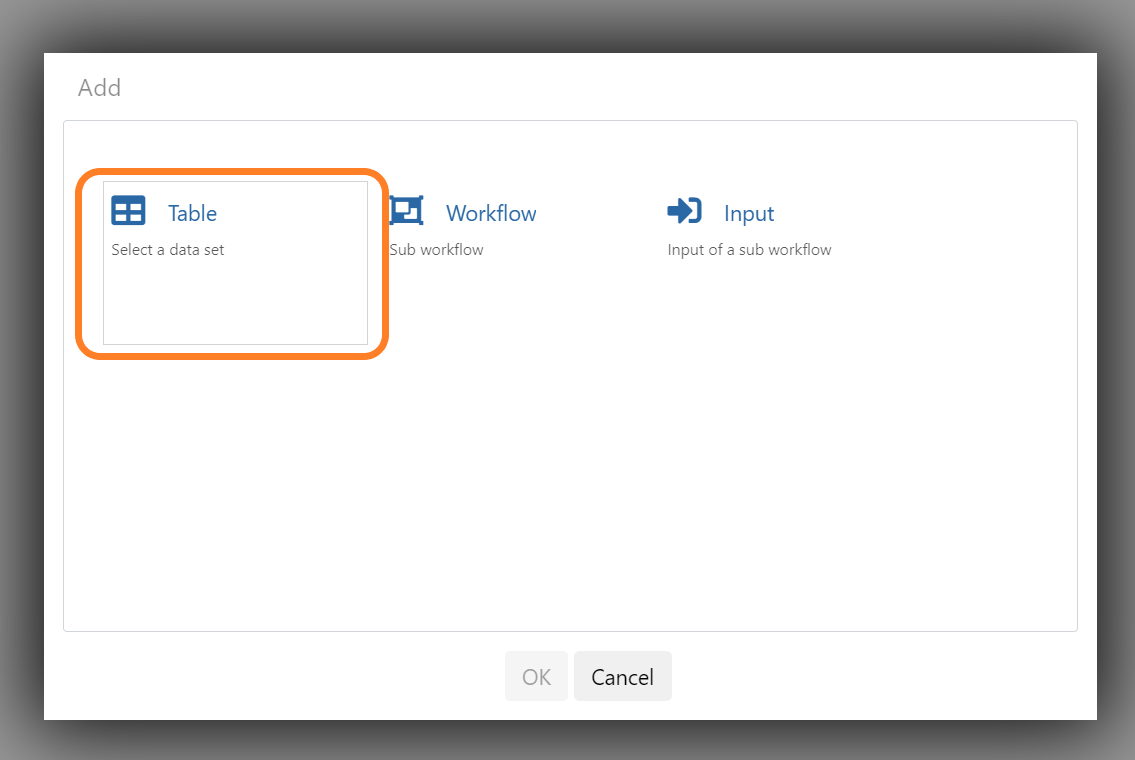 Add
Table
Select a data set
Workflow
Sub workflow
Input
Input of a sub workflow
OK
Cancel